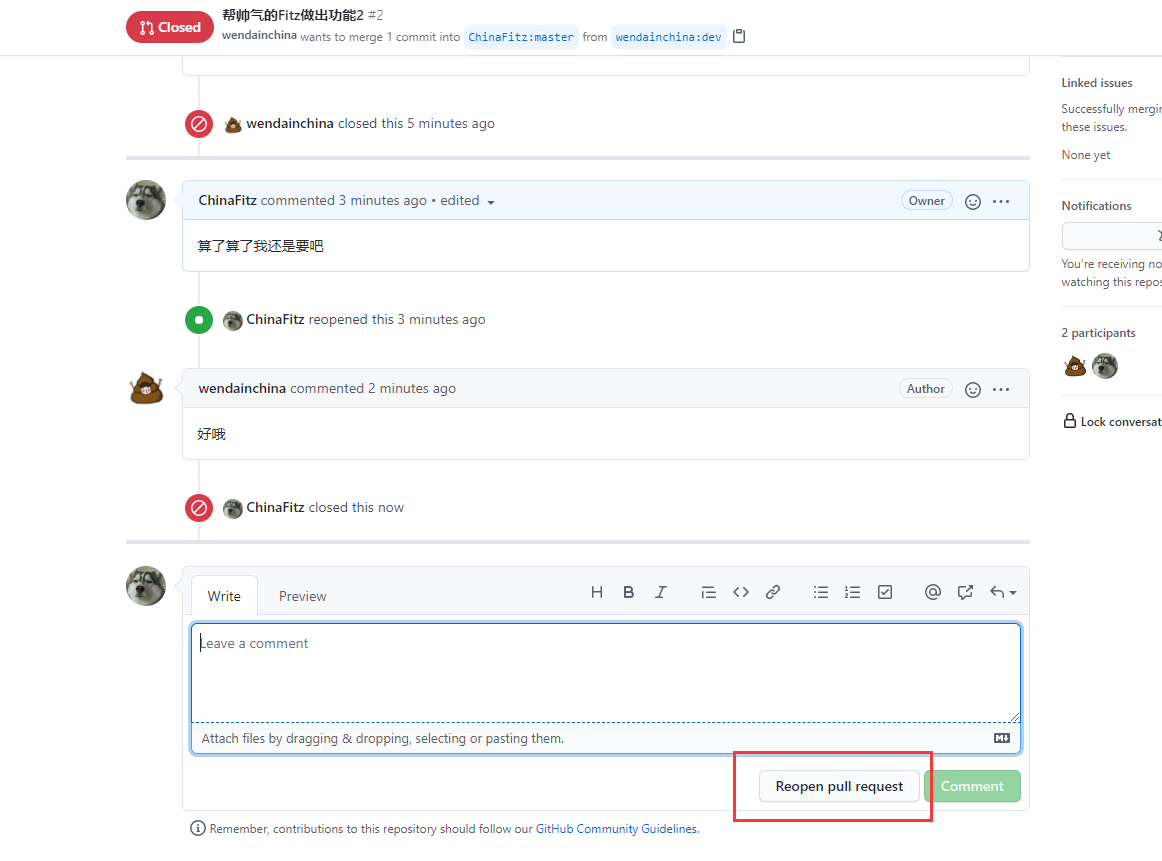 Closed
帮帅气的Fitz做出功能2 #2
wendainchina wants to merge 1 commit into ChinaFitz:master from wendainchina:dev
wendainchina closed this 5 minutes ago
ChinaFitz commented 3 minutes ago • edited
Owner
算了算了我还是要吧
ChinaFitz reopened this 3 minutes ago
wendainchina commented 2 minutes ago
Author
好哦
ChinaFitz closed this now
Write
Preview
Leave a comment
Attach files by dragging & dropping, selecting or pasting them.
Reopen pull request
Comment
Remember, contributions to this repository should follow our GitHub Community Guidelines.
Linked issues
Successfully mergin
these issues.
None yet
Notifications
You're receiving no
watching this repos
2 participants
Lock conversat